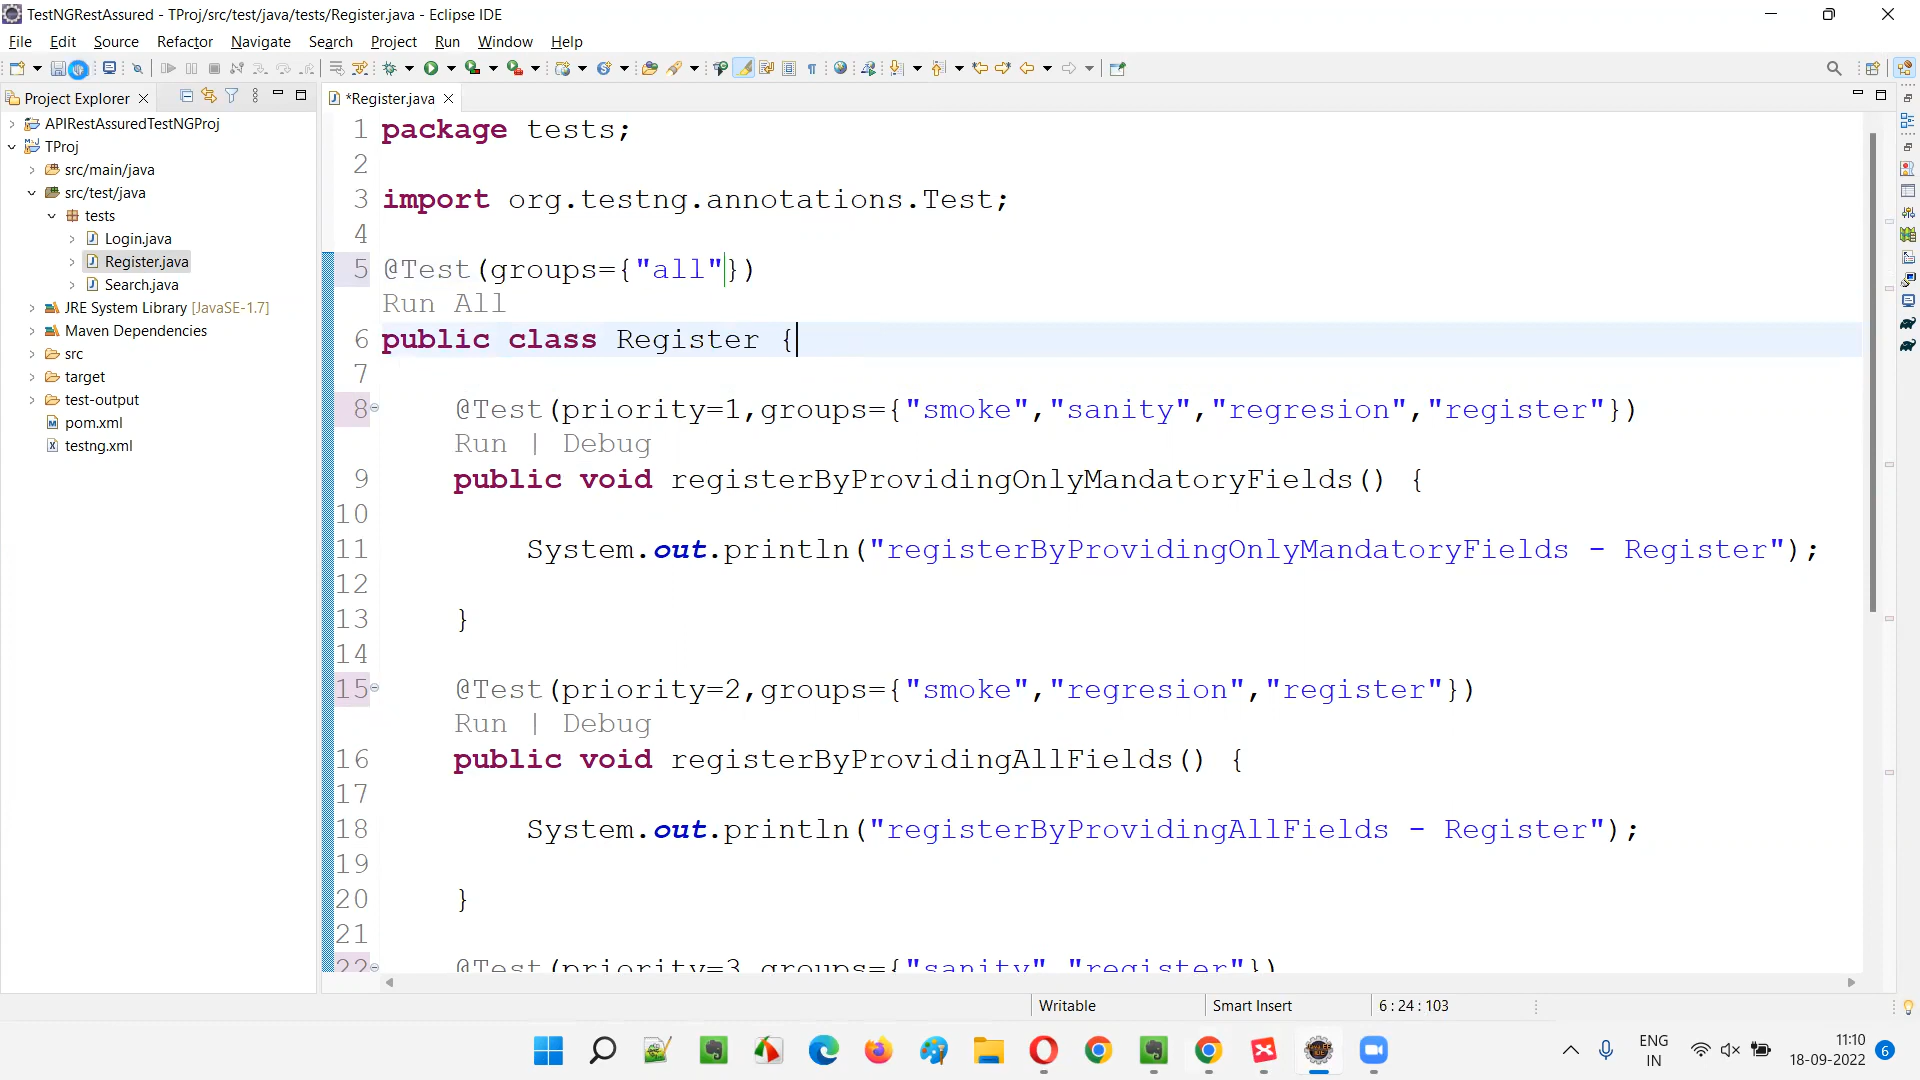 TestNGRestAssured - TProj/src/test/java/tests/Register.java - Eclipse IDE
File Edit Source Refactor Navigate Search Project Run Window Help
Project Explorer
*Register.java
APIRestAssuredTestNGProj
TProj
src/main/java
src/test/java
tests
Login.java
Register.java
Search.java
JRE System Library [JavaSE-1.7]
Maven Dependencies
src
target
test-output
pom.xml
testng.xml
1 package tests;
2
3 import org.testng.annotations.Test;
4
5 @Test(groups={"all"})
Run All
6 public class Register {
7
8 @Test(priority=1,groups={"smoke","sanity","regresion","register"})
Run | Debug
9 public void registerByProvidingOnlyMandatoryFields() {
10
11 System.out.println("registerByProvidingOnlyMandatoryFields - Register");
12
13 }
14
15 @Test(priority=2,groups={"smoke","regresion","register"})
Run | Debug
16 public void registerByProvidingAllFields() {
17
18 System.out.println("registerByProvidingAllFields - Register");
19
20 }
21
22 @Test(priority=3,groups={"sanity","register"})
Writable Smart Insert 6 : 24 : 103
ENG
IN
11:10
18-09-2022
6